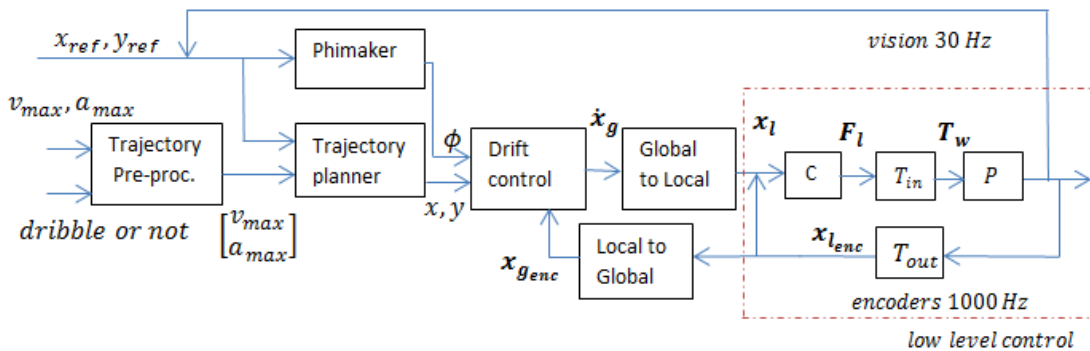 x_ref, y_ref
Phimaker
vision 30 Hz
v_max, a_max
Trajectory
Pre-proc.
Trajectory
planner
ϕ
Drift
control
ẋ_g
Global
to Local
x_l
C
F_l
T_in
T_w
P
x, y
dribble or not
[v_max
a_max]
x_g_enc
Local to
Global
x_l_enc
T_out
encoders 1000 Hz
low level control